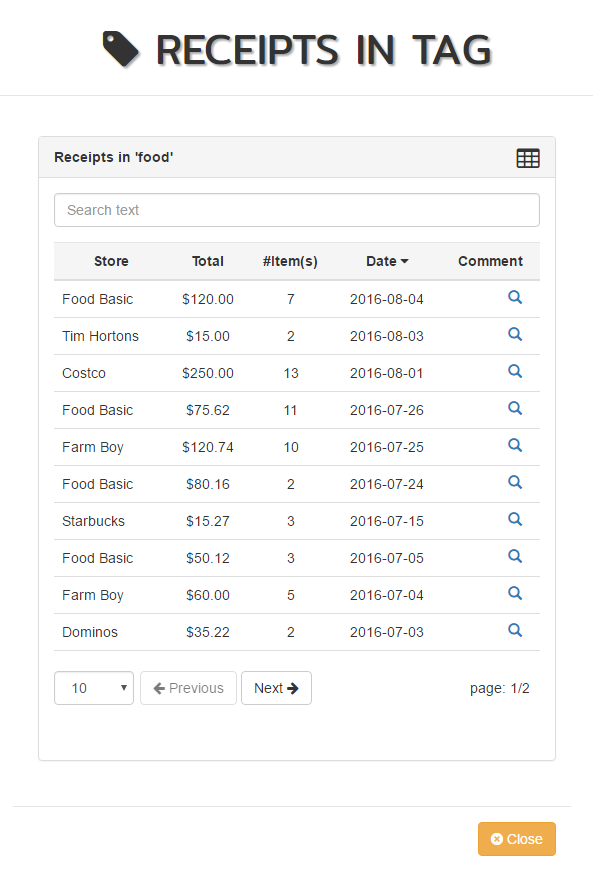 RECEIPTS IN TAG
Receipts in 'food'
Search text
Store Total #Item(s) Date Comment
Food Basic $120.00 7 2016-08-04
Tim Hortons $15.00 2 2016-08-03
Costco $250.00 13 2016-08-01
Food Basic $75.62 11 2016-07-26
Farm Boy $120.74 10 2016-07-25
Food Basic $80.16 2 2016-07-24
Starbucks $15.27 3 2016-07-15
Food Basic $50.12 3 2016-07-05
Farm Boy $60.00 5 2016-07-04
Dominos $35.22 2 2016-07-03
10 Previous Next page: 1/2
Close